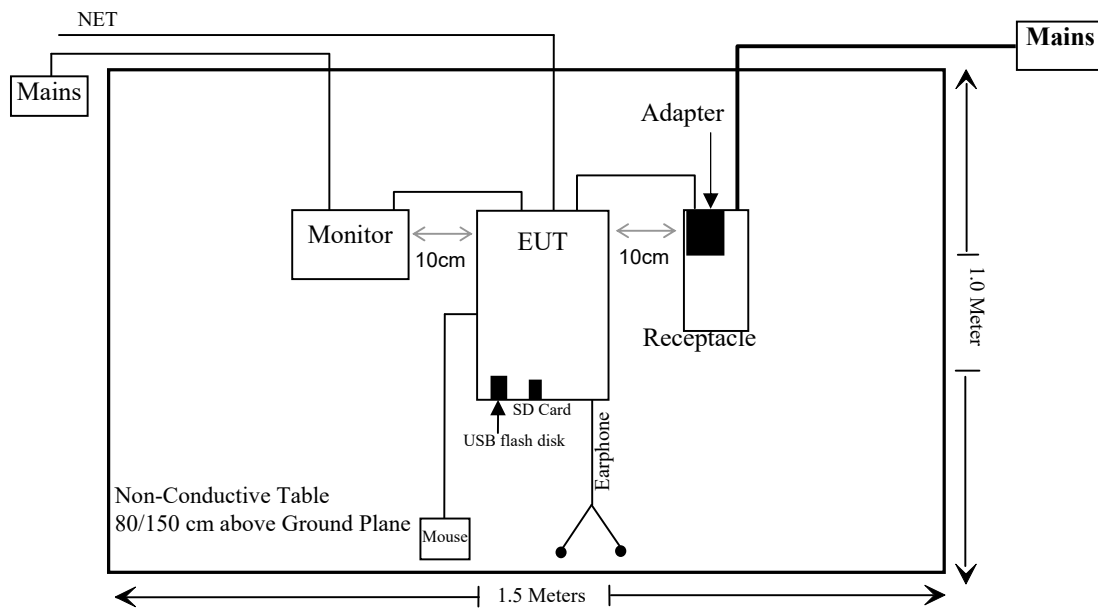 NET
Mains
Mains
Adapter
Monitor
EUT
10cm
10cm
1.0 Meter
Receptacle
SD Card
USB flash disk
Earphone
Non-Conductive Table
80/150 cm above Ground Plane
Mouse
1.5 Meters